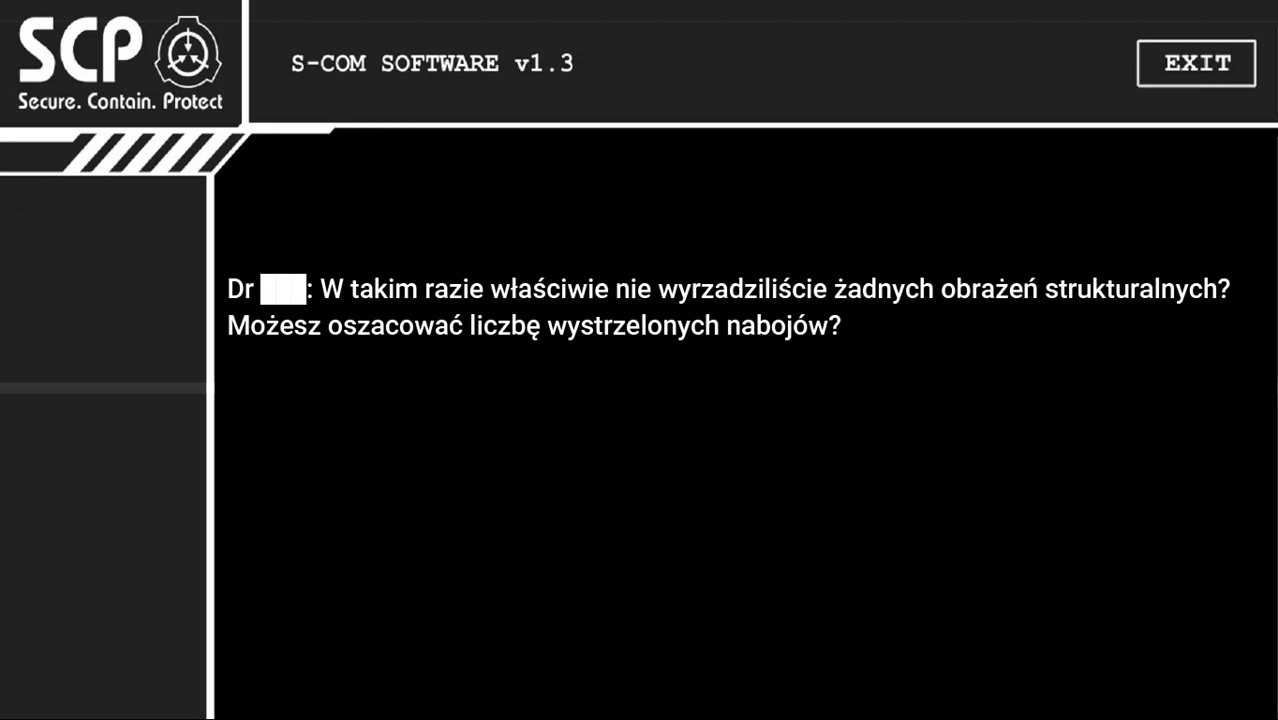 SCP
Secure. Contain. Protect
S-COM SOFTWARE v1.3
EXIT
Dr ███: W takim razie właściwie nie wyrzadziliście żadnych obrażeń strukturalnych?
Możesz oszacować liczbę wystrzelonych nabojów?